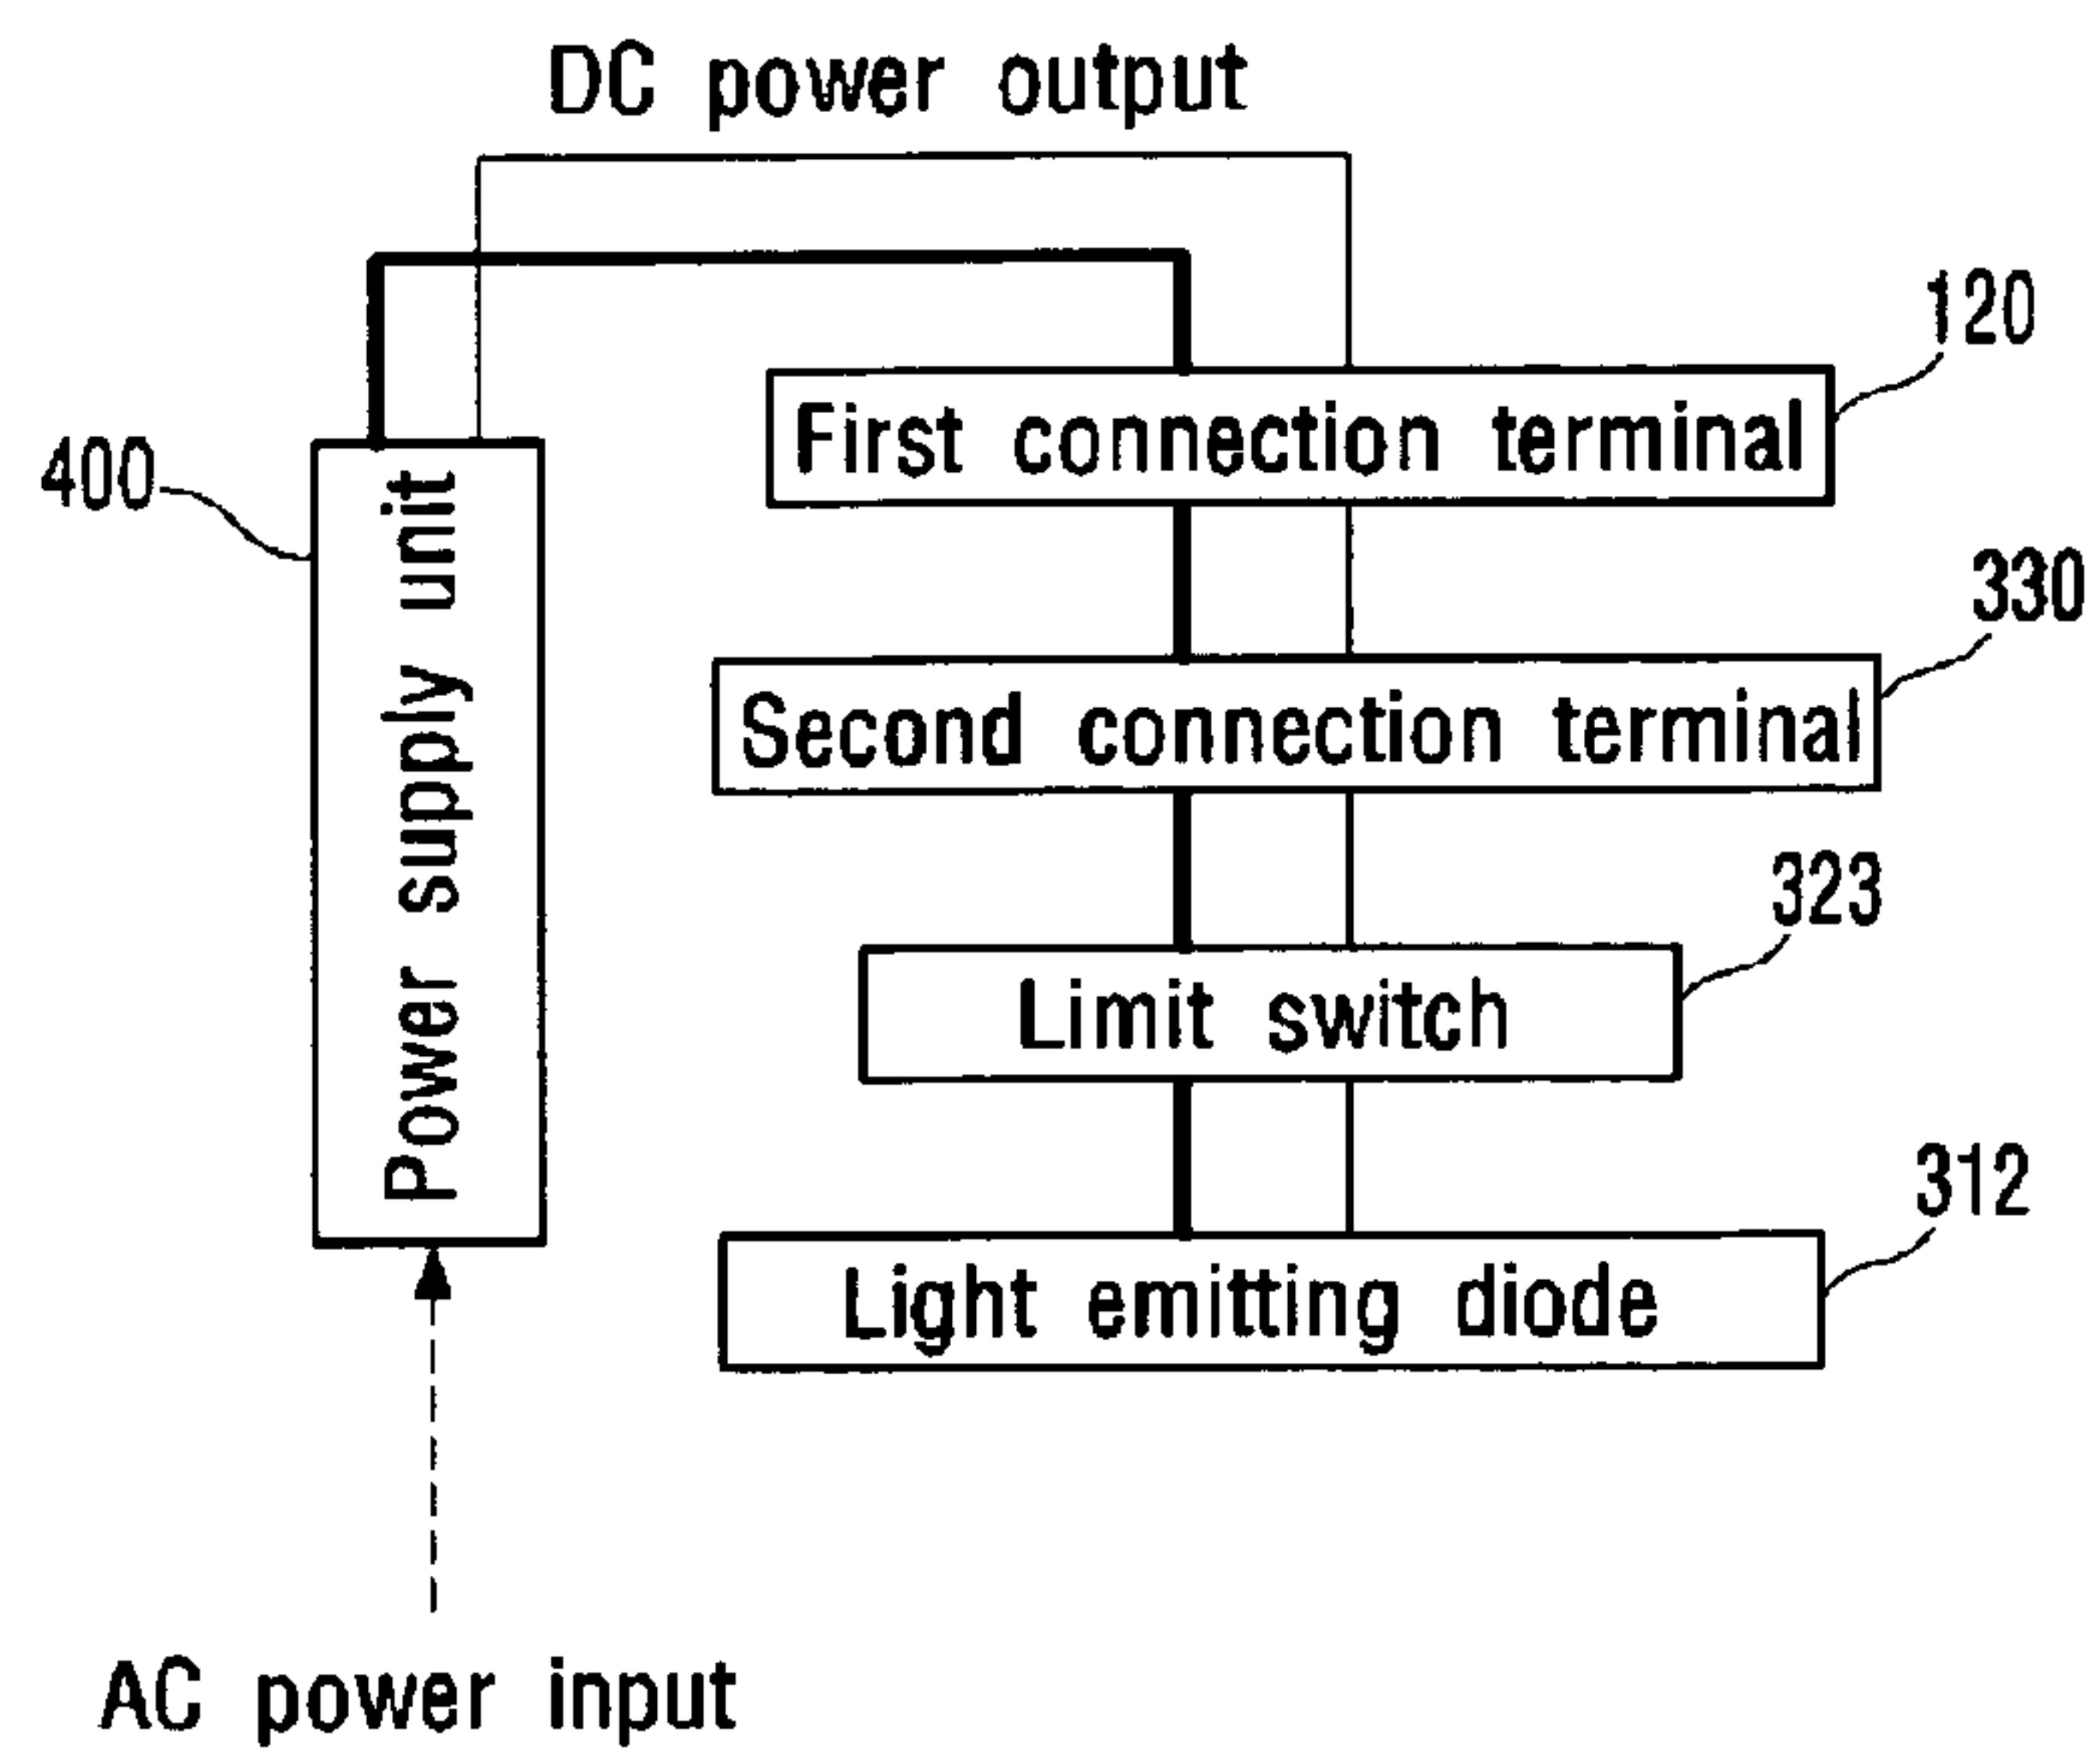 DC power output
120
First connection terminal
400
Power supply unit
330
Second connection terminal
323
Limit switch
312
Light emitting diode
AC power input